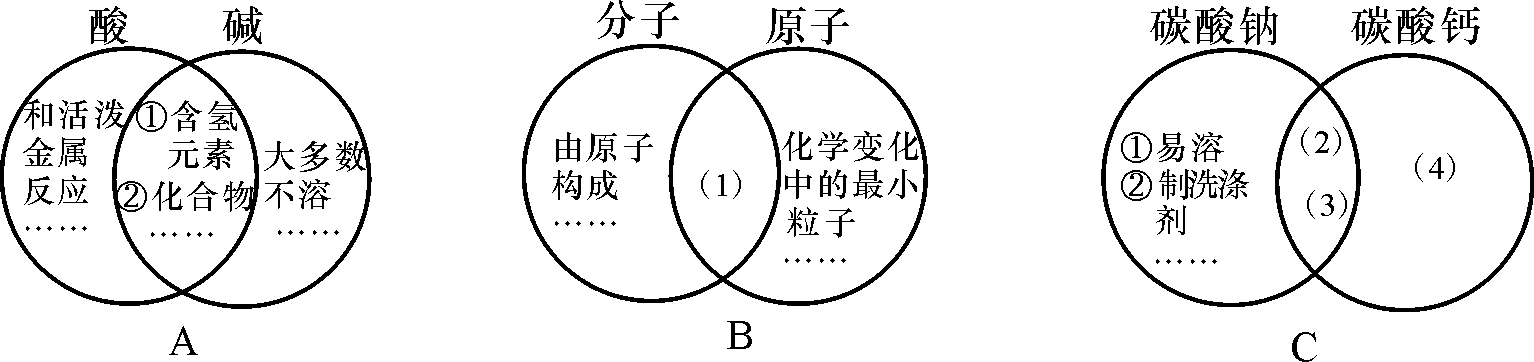 酸 碱
和活泼
金属
反应
……
①含氢
元素
②化合物
……
大多数
不溶
……
A
分子 原子
由原子
构成
……
(1)
化学变化
中的最小
粒子
……
B
碳酸钠 碳酸钙
①易溶
②制洗涤
剂
……
(2)
(3)
(4)
C